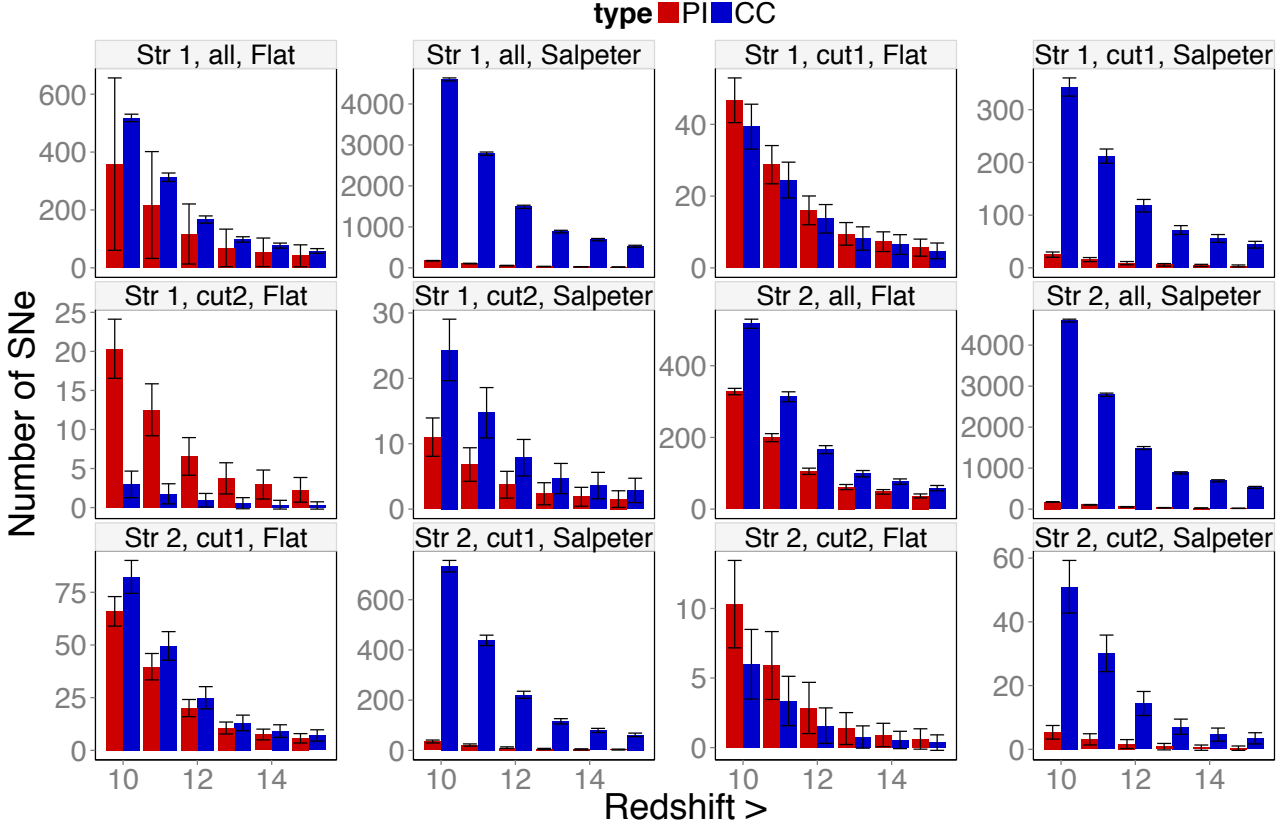 type PI CC
Str 1, all, Flat
Str 1, all, Salpeter
Str 1, cut1, Flat
Str 1, cut1, Salpeter
600
400
200
0
4000
3000
2000
1000
0
40
20
0
300
200
100
0
Str 1, cut2, Flat
Str 1, cut2, Salpeter
Str 2, all, Flat
Str 2, all, Salpeter
25
20
15
10
5
0
30
20
10
0
400
200
0
4000
3000
2000
1000
0
Str 2, cut1, Flat
Str 2, cut1, Salpeter
Str 2, cut2, Flat
Str 2, cut2, Salpeter
75
50
25
0
600
400
200
0
10
5
0
60
40
20
0
10 12 14
10 12 14
10 12 14
10 12 14
Number of SNe
Redshift >